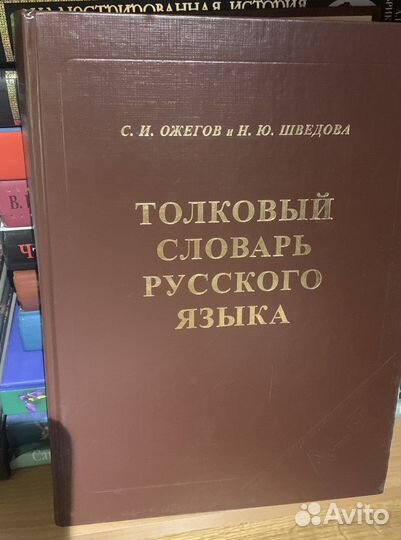 ИЛЛЮСТРИРОВАННАЯ ИСТОРИЯ
С. И. ОЖЕГОВ и Н. Ю. ШВЕДОВА
ТОЛКОВЫЙ
СЛОВАРЬ
РУССКОГО
ЯЗЫКА
Avito